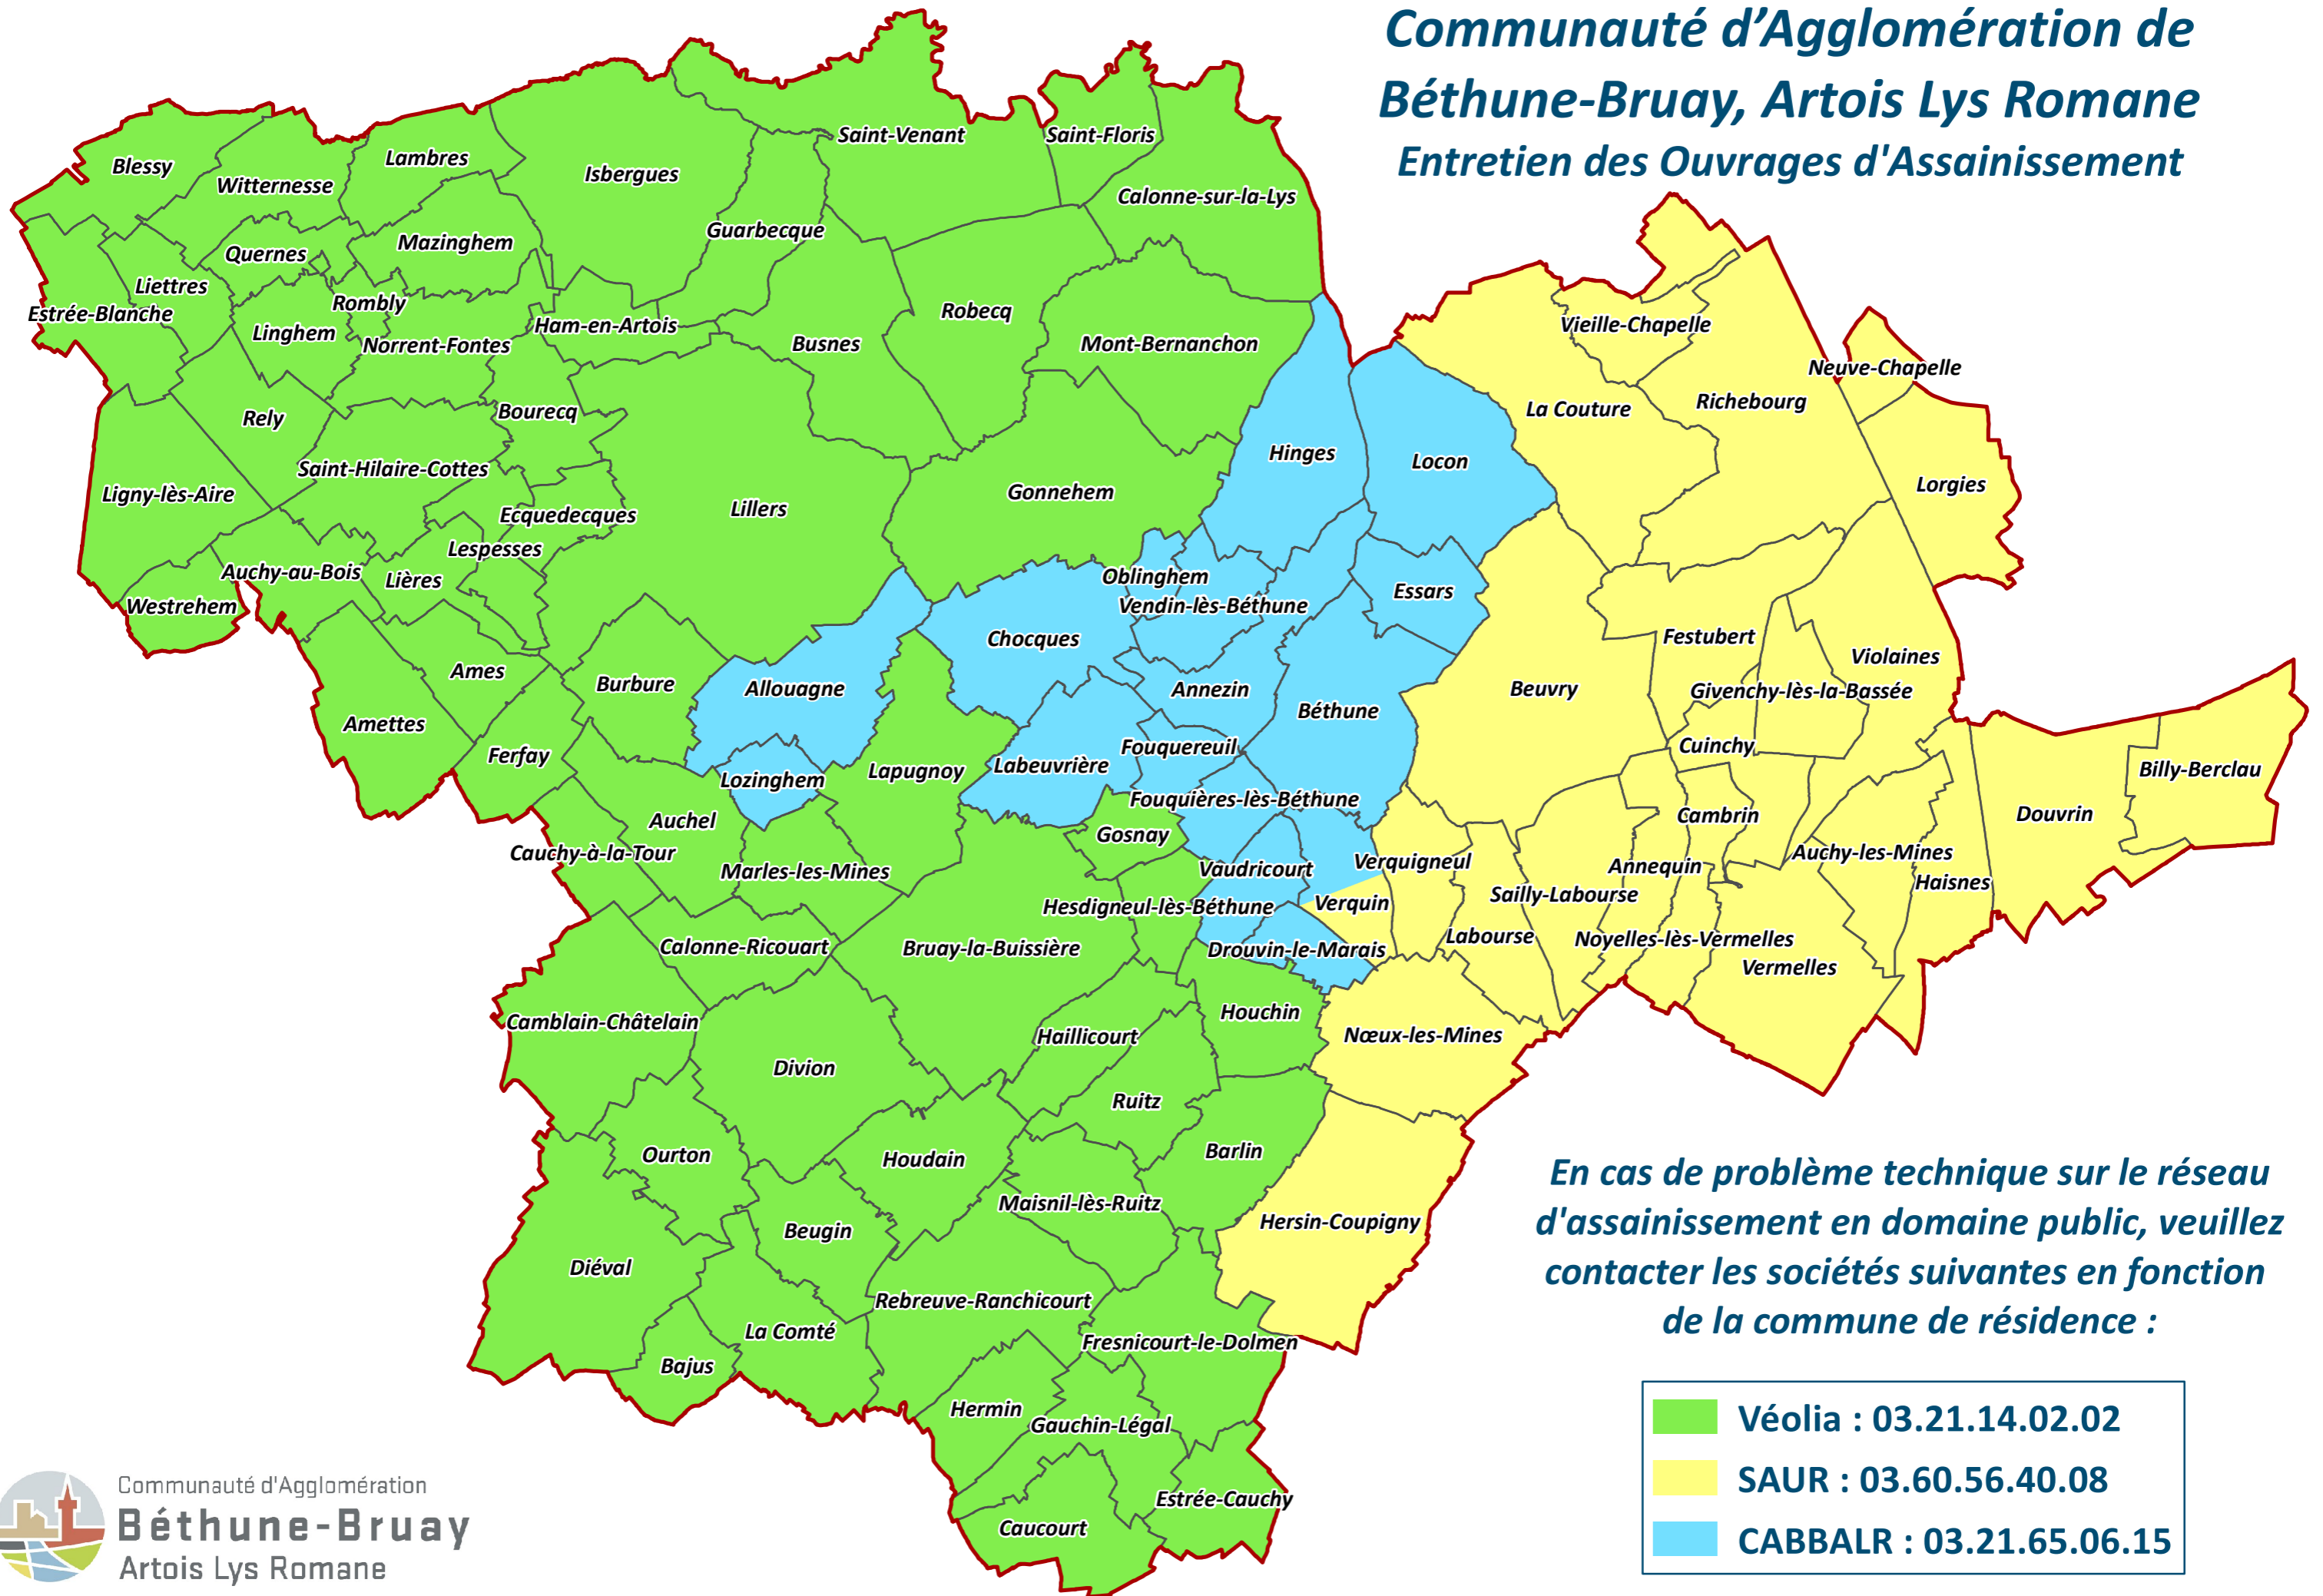 Communauté d’Agglomération de
Béthune-Bruay, Artois Lys Romane
Entretien des Ouvrages d'Assainissement
Saint-Venant
Saint-Floris
Blessy
Lambres
Isbergues
Witternesse
Calonne-sur-la-Lys
Guarbecque
Mazinghem
Quernes
Liettres
Rombly
Estrée-Blanche
Robecq
Ham-en-Artois
Vieille-Chapelle
Linghem
Norrent-Fontes
Busnes
Mont-Bernanchon
Neuve-Chapelle
Richebourg
La Couture
Bourecq
Rely
Hinges
Locon
Saint-Hilaire-Cottes
Lorgies
Gonnehem
Ligny-lès-Aire
Lillers
Ecquedecques
Lespesses
Auchy-au-Bois
Oblinghem
Lières
Essars
Westrehem
Vendin-lès-Béthune
Chocques
Festubert
Violaines
Ames
Burbure
Allouagne
Annezin
Beuvry
Givenchy-lès-la-Bassée
Béthune
Amettes
Cuinchy
Fouquereuil
Ferfay
Labeuvrière
Billy-Berclau
Lapugnoy
Lozinghem
Fouquières-lès-Béthune
Douvrin
Cambrin
Auchel
Gosnay
Cauchy-à-la-Tour
Auchy-les-Mines
Verquigneul
Annequin
Vaudricourt
Marles-les-Mines
Haisnes
Sailly-Labourse
Verquin
Hesdigneul-lès-Béthune
Labourse
Noyelles-lès-Vermelles
Calonne-Ricouart
Bruay-la-Buissière
Drouvin-le-Marais
Vermelles
Houchin
Camblain-Châtelain
Nœux-les-Mines
Haillicourt
Divion
Ruitz
Barlin
Ourton
Houdain
Maisnil-lès-Ruitz
Hersin-Coupigny
Beugin
Diéval
Rebreuve-Ranchicourt
La Comté
Fresnicourt-le-Dolmen
Bajus
Hermin
Gauchin-Légal
Estrée-Cauchy
Caucourt
En cas de problème technique sur le réseau
d'assainissement en domaine public, veuillez
contacter les sociétés suivantes en fonction
de la commune de résidence :
Véolia : 03.21.14.02.02
SAUR : 03.60.56.40.08
CABBALR : 03.21.65.06.15
Communauté d'Agglomération
Béthune-Bruay
Artois Lys Romane